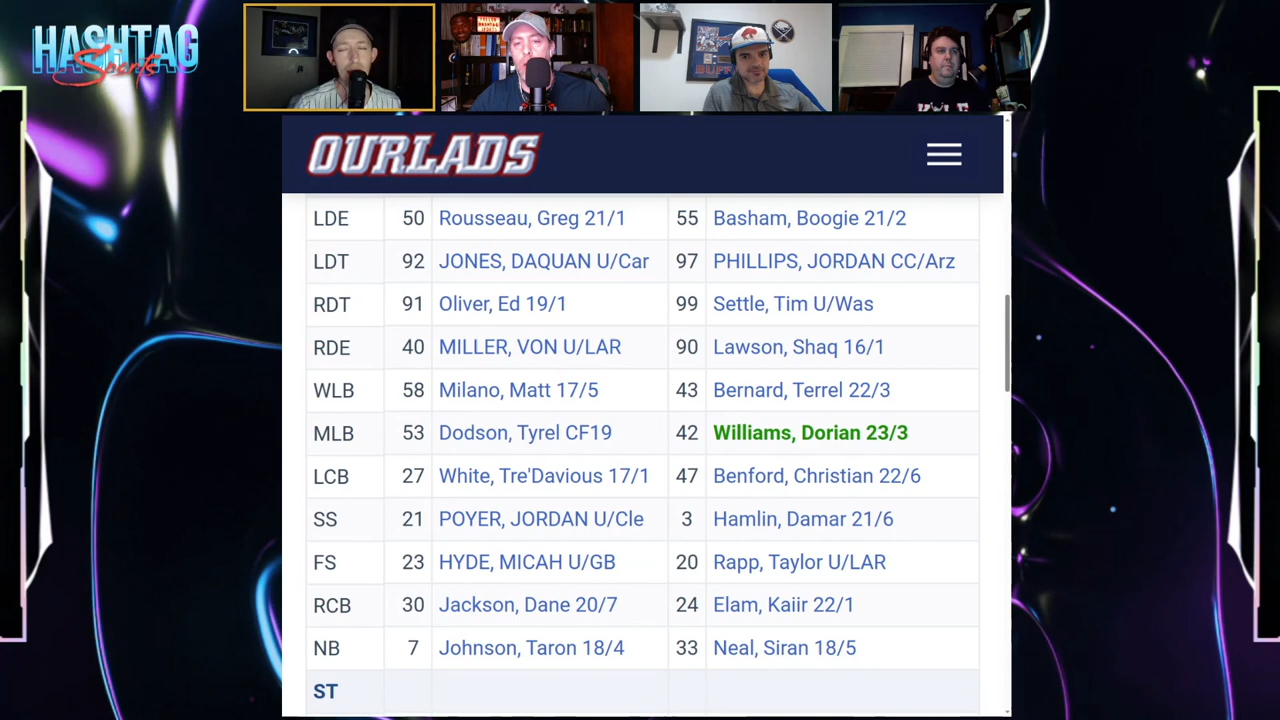 HASHTAG
Sports
BUFF
OURLADS
LDE 50 Rousseau, Greg 21/1 55 Basham, Boogie 21/2
LDT 92 JONES, DAQUAN U/Car 97 PHILLIPS, JORDAN CC/Arz
RDT 91 Oliver, Ed 19/1 99 Settle, Tim U/Was
RDE 40 MILLER, VON U/LAR 90 Lawson, Shaq 16/1
WLB 58 Milano, Matt 17/5 43 Bernard, Terrel 22/3
MLB 53 Dodson, Tyrel CF19 42 Williams, Dorian 23/3
LCB 27 White, Tre'Davious 17/1 47 Benford, Christian 22/6
SS 21 POYER, JORDAN U/Cle 3 Hamlin, Damar 21/6
FS 23 HYDE, MICAH U/GB 20 Rapp, Taylor U/LAR
RCB 30 Jackson, Dane 20/7 24 Elam, Kaiir 22/1
NB 7 Johnson, Taron 18/4 33 Neal, Siran 18/5
ST